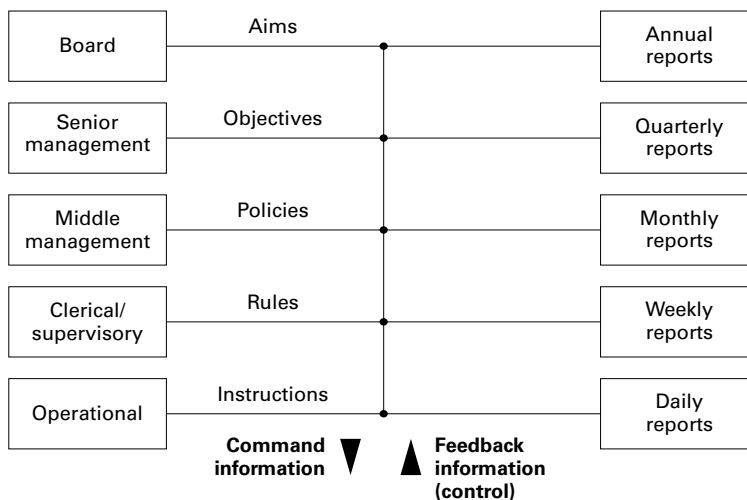 Board
Aims
Annual
reports
Senior
management
Objectives
Quarterly
reports
Middle
management
Policies
Monthly
reports
Clerical/
supervisory
Rules
Weekly
reports
Operational
Instructions
Daily
reports
Command
information
Feedback
information
(control)